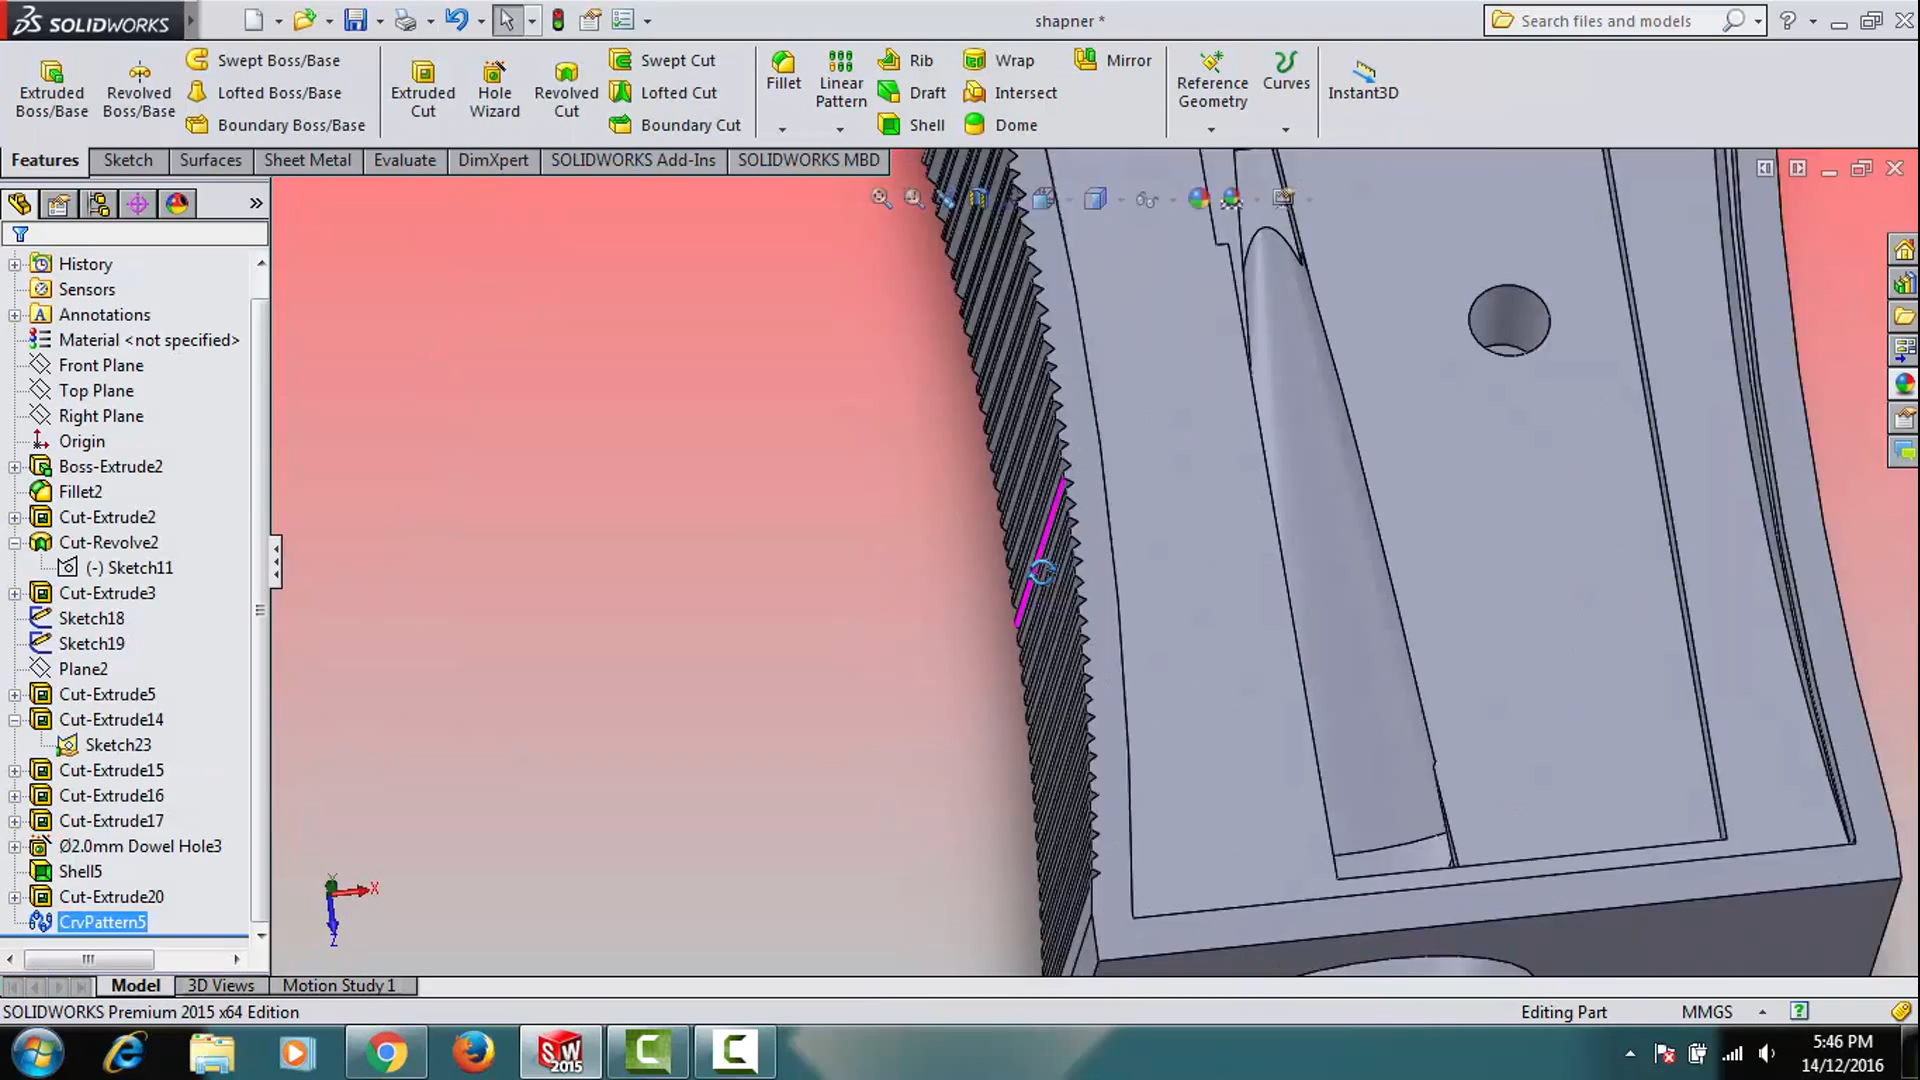 SOLIDWORKS
shapner *
Search files and models
Extruded Boss/Base
Revolved Boss/Base
Swept Boss/Base
Lofted Boss/Base
Boundary Boss/Base
Extruded Cut
Hole Wizard
Revolved Cut
Swept Cut
Lofted Cut
Boundary Cut
Fillet
Linear Pattern
Rib
Draft
Shell
Wrap
Intersect
Dome
Mirror
Reference Geometry
Curves
Instant3D
Features
Sketch
Surfaces
Sheet Metal
Evaluate
DimXpert
SOLIDWORKS Add-Ins
SOLIDWORKS MBD
History
Sensors
Annotations
Material <not specified>
Front Plane
Top Plane
Right Plane
Origin
Boss-Extrude2
Fillet2
Cut-Extrude2
Cut-Revolve2
(-) Sketch11
Cut-Extrude3
Sketch18
Sketch19
Plane2
Cut-Extrude5
Cut-Extrude14
Sketch23
Cut-Extrude15
Cut-Extrude16
Cut-Extrude17
Ø2.0mm Dowel Hole3
Shell5
Cut-Extrude20
CrvPattern5
Y
X
Z
Model
3D Views
Motion Study 1
SOLIDWORKS Premium 2015 x64 Edition
Editing Part
MMGS
SW
2015
5:46 PM
14/12/2016